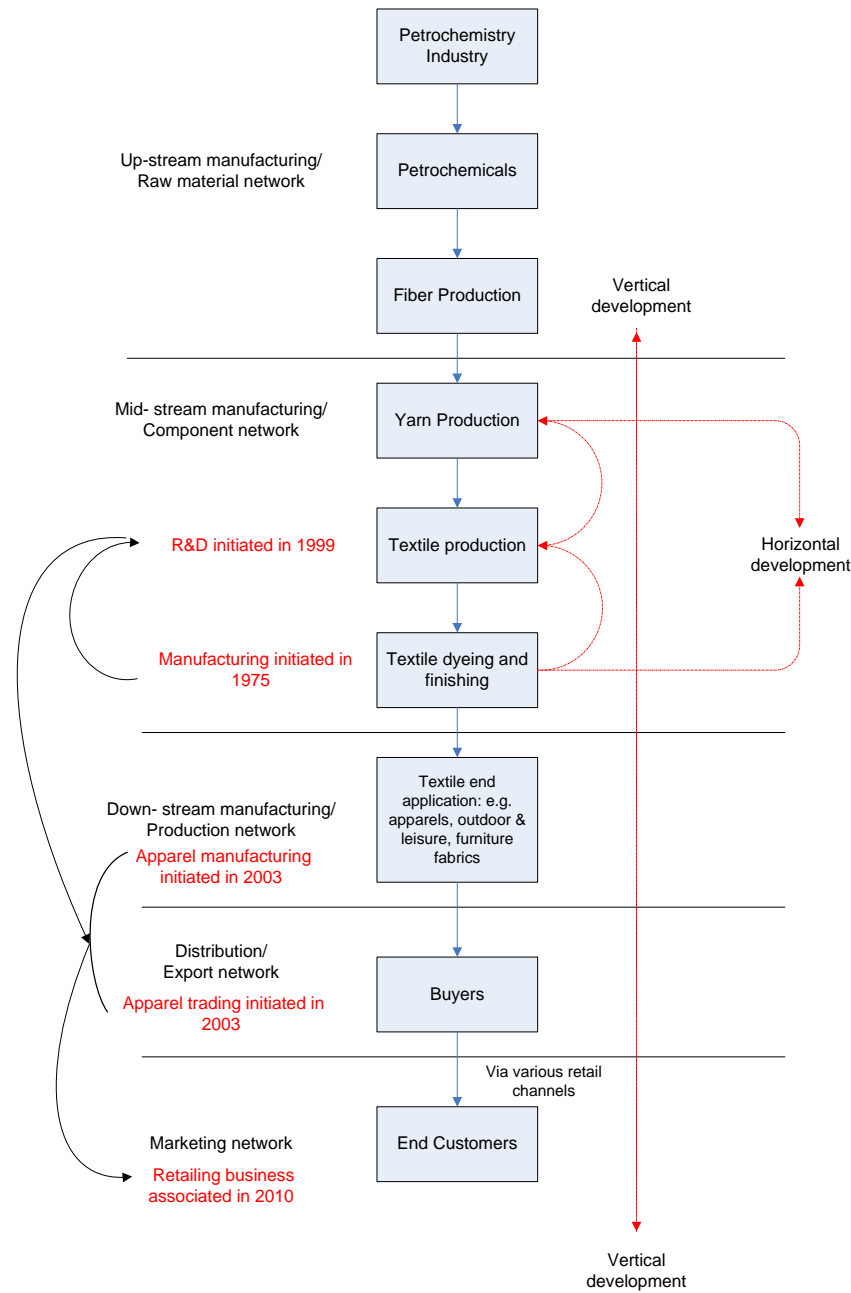 Petrochemistry
Industry
Up-stream manufacturing/
Raw material network
Petrochemicals
Fiber Production
Vertical
development
Mid- stream manufacturing/
Component network
Yarn Production
R&D initiated in 1999
Textile production
Horizontal
development
Manufacturing initiated in
1975
Textile dyeing and
finishing
Down- stream manufacturing/
Production network
Apparel manufacturing
initiated in 2003
Textile end
application: e.g.
apparels, outdoor &
leisure, furniture
fabrics
Distribution/
Export network
Apparel trading initiated in
2003
Buyers
Via various retail
channels
Marketing network
Retailing business
associated in 2010
End Customers
Vertical
development